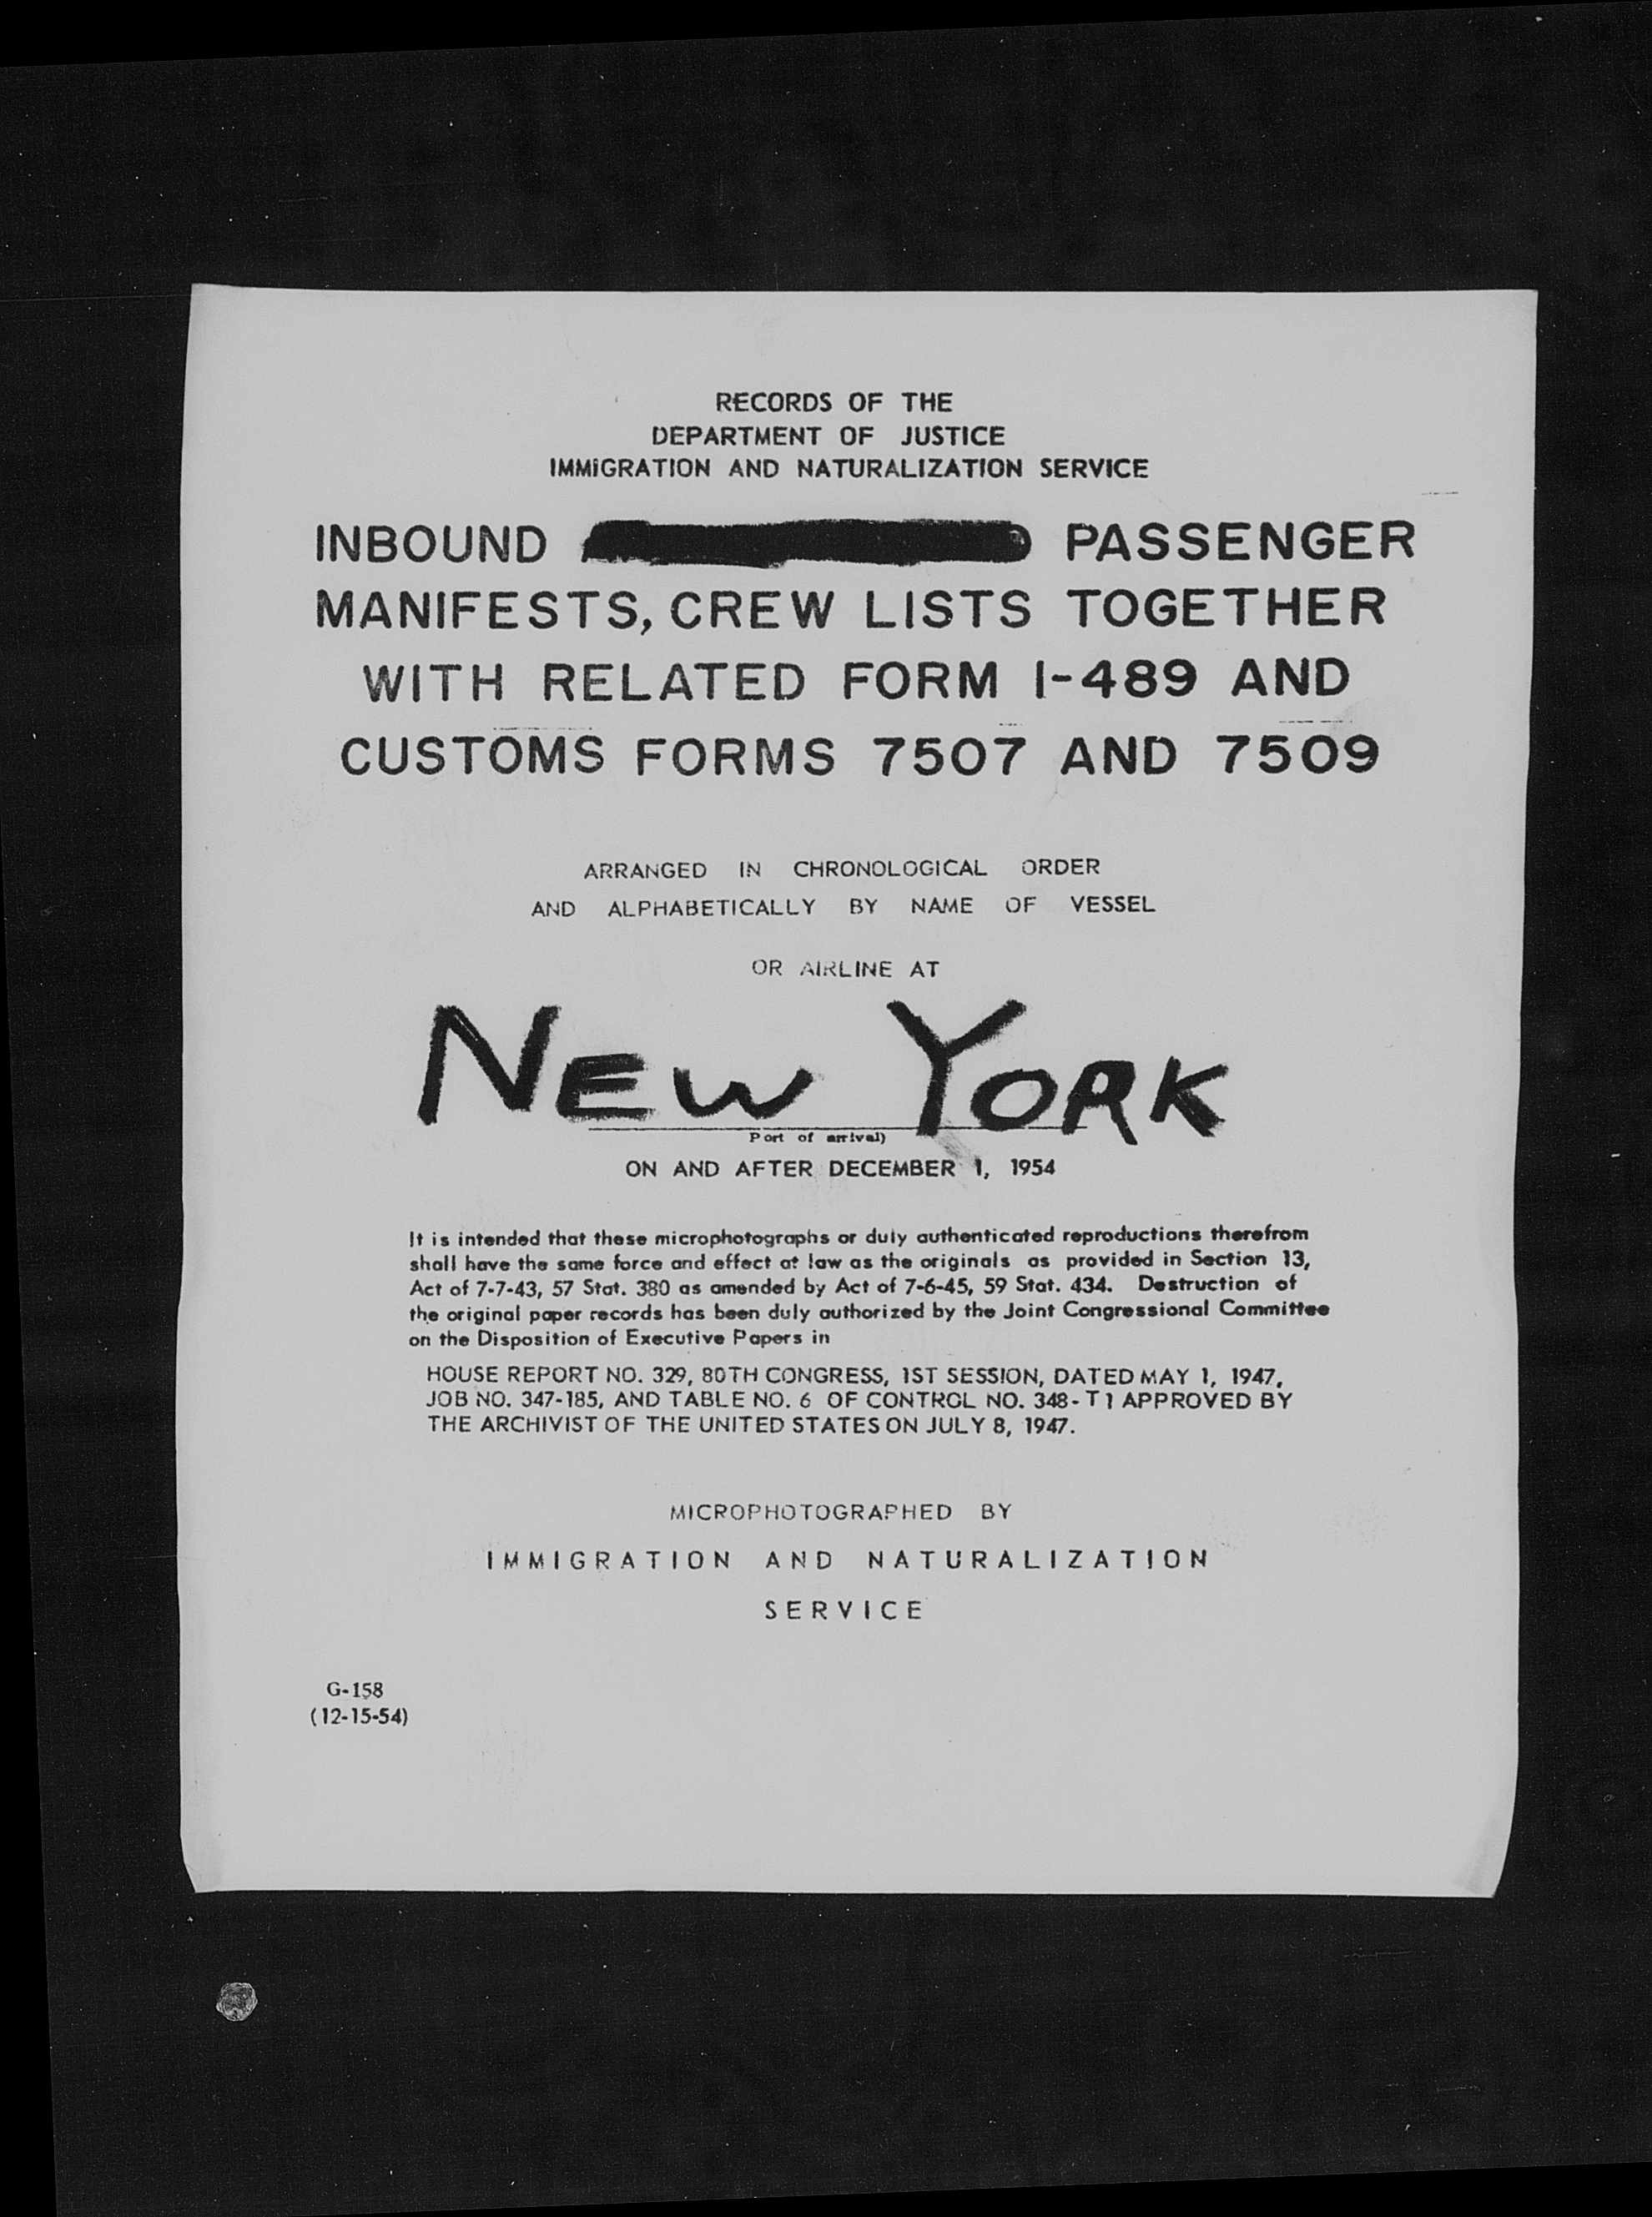 RECORDS OF THE
DEPARTMENT OF JUSTICE
IMMIGRATION AND NATURALIZATION SERVICE
INBOUND PASSENGER
MANIFESTS, CREW LISTS TOGETHER
WITH RELATED FORM I-489 AND
CUSTOMS FORMS 7507 AND 7509
ARRANGED IN CHRONOLOGICAL ORDER
AND ALPHABETICALLY BY NAME OF VESSEL
OR AIRLINE AT
NEW YORK
Port of arrival)
ON AND AFTER DECEMBER 1, 1954
It is intended that these microphotographs or duly authenticated reproductions therefrom
shall have the same force and effect at law as the originals as provided in Section 13,
Act of 7-7-43, 57 Stat. 380 as amended by Act of 7-6-45, 59 Stat. 434. Destruction of
the original paper records has been duly authorized by the Joint Congressional Committee
on the Disposition of Executive Papers in
HOUSE REPORT NO. 329, 80TH CONGRESS, 1ST SESSION, DATED MAY 1, 1947,
JOB NO. 347-185, AND TABLE NO. 6 OF CONTROL NO. 348-T1 APPROVED BY
THE ARCHIVIST OF THE UNITED STATES ON JULY 8, 1947.
MICROPHOTOGRAPHED BY
IMMIGRATION AND NATURALIZATION
SERVICE
G-158
(12-15-54)